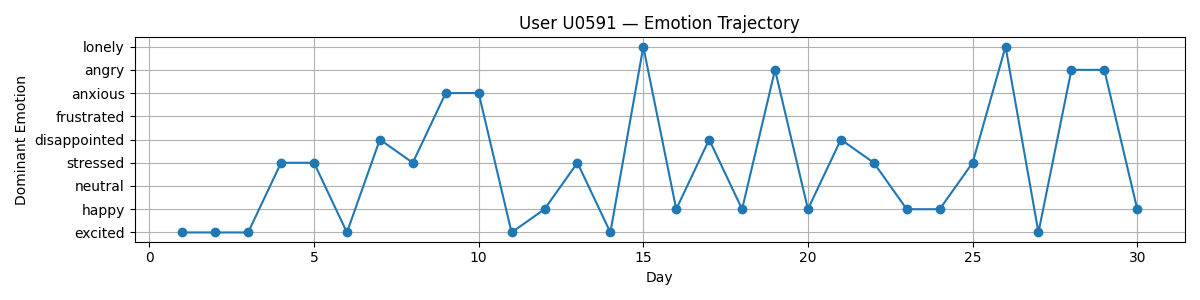 User U0591 — Emotion Trajectory
Dominant Emotion
lonely
angry
anxious
frustrated
disappointed
stressed
neutral
happy
excited
0 5 10 15 20 25 30
Day